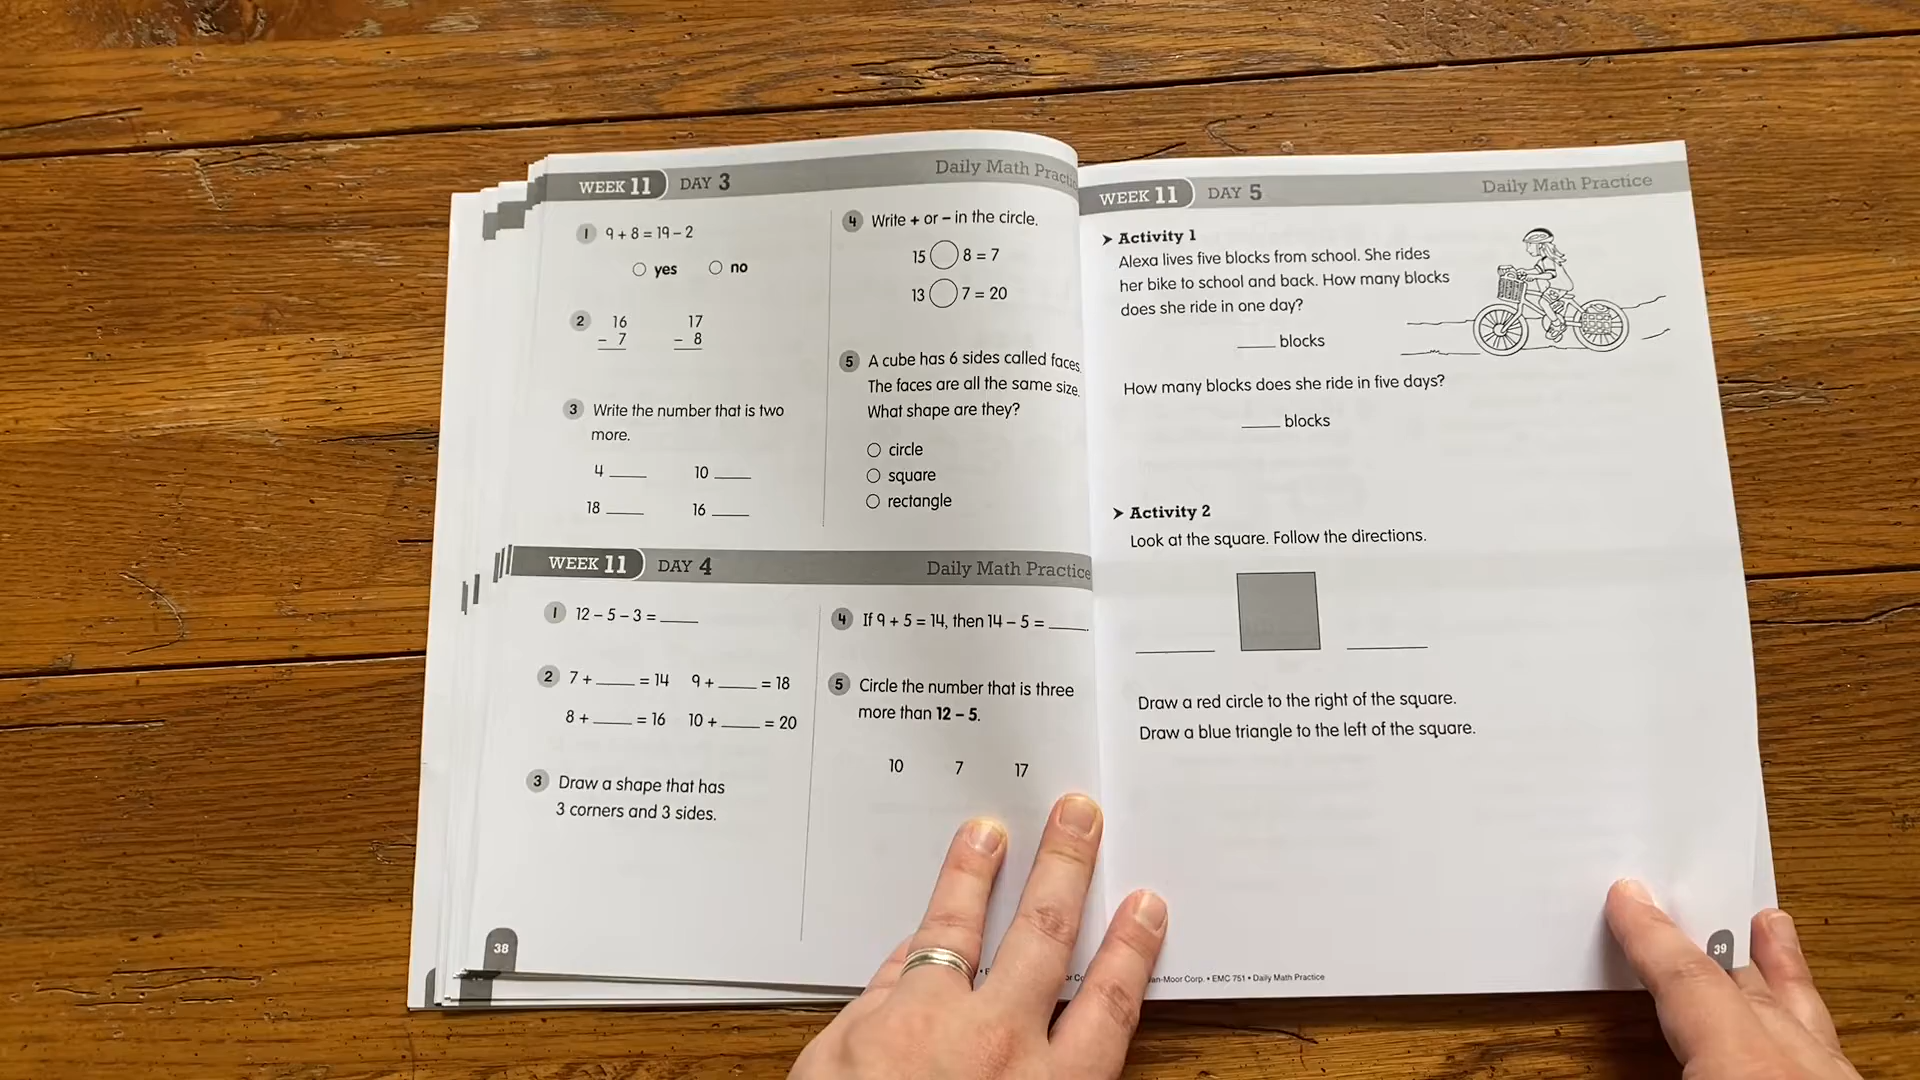 WEEK 11 DAY 3 Daily Math
1 9 + 8 = 19 – 2
yes no
2 16 17
– 7 – 8
3 Write the number that is two
more.
4 ____ 10 ____
18 ____ 16 ____
4 Write + or – in the circle.
15 8 = 7
13 7 = 20
5 A cube has 6 sides called faces.
The faces are all the same size.
What shape are they?
circle
square
rectangle
WEEK 11 DAY 4 Daily Math Practice
1 12 – 5 – 3 = ____
2 7 + ____ = 14 9 + ____ = 18
8 + ____ = 16 10 + ____ = 20
3 Draw a shape that has
3 corners and 3 sides.
4 If 9 + 5 = 14, then 14 – 5 = ____.
5 Circle the number that is three
more than 12 – 5.
10 7 17
38
WEEK 11 DAY 5 Daily Math Practice
Activity 1
Alexa lives five blocks from school. She rides
her bike to school and back. How many blocks
does she ride in one day?
____ blocks
How many blocks does she ride in five days?
____ blocks
Activity 2
Look at the square. Follow the directions.
Draw a red circle to the right of the square.
Draw a blue triangle to the left of the square.
Corp. • EMC 751 • Daily Math Practice
39